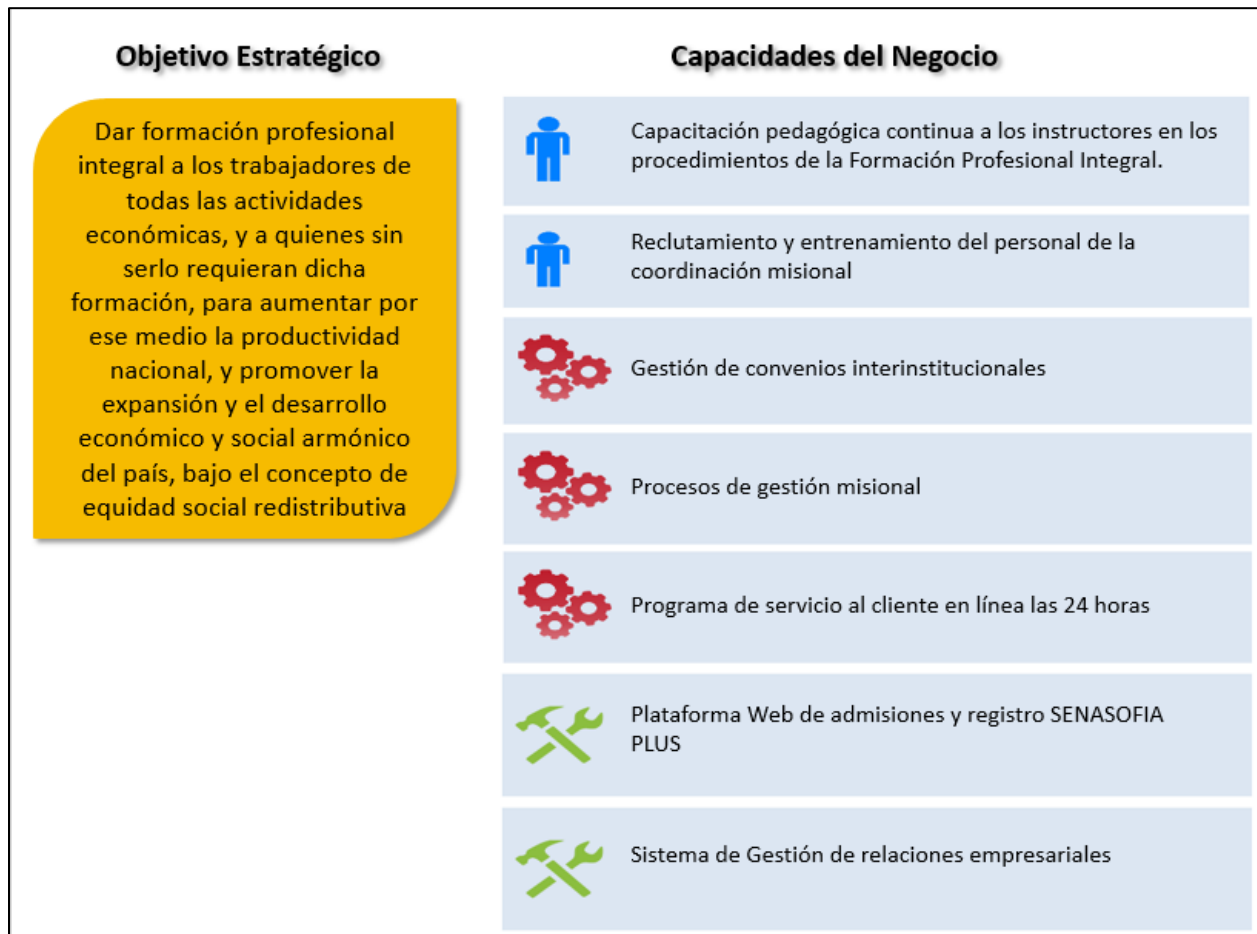 Objetivo Estratégico
Dar formación profesional
integral a los trabajadores de
todas las actividades
económicas, y a quienes sin
serlo requieran dicha
formación, para aumentar por
ese medio la productividad
nacional, y promover la
expansión y el desarrollo
económico y social armónico
del país, bajo el concepto de
equidad social redistributiva
Capacidades del Negocio
Capacitación pedagógica continua a los instructores en los
procedimientos de la Formación Profesional Integral.
Reclutamiento y entrenamiento del personal de la
coordinación misional
Gestión de convenios interinstitucionales
Procesos de gestión misional
Programa de servicio al cliente en línea las 24 horas
Plataforma Web de admisiones y registro SENASOFIA
PLUS
Sistema de Gestión de relaciones empresariales